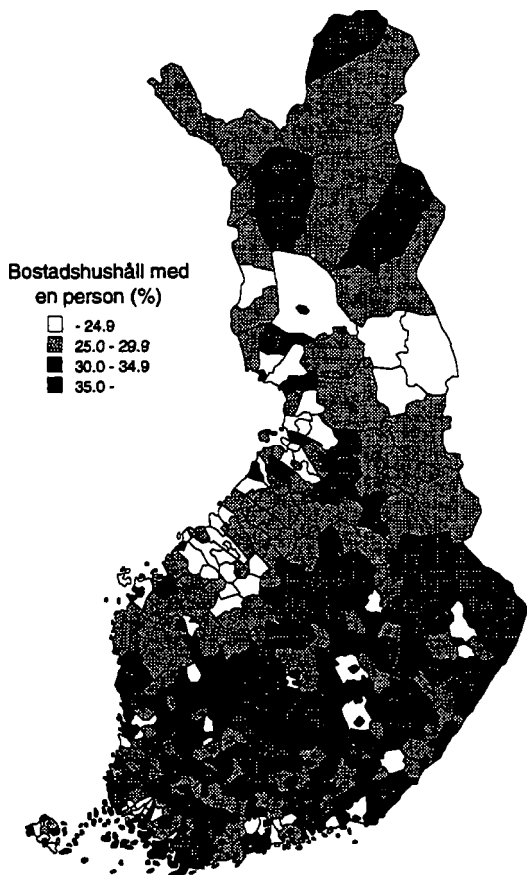 Bostadshushåll med
en person (%)
- 24.9
25.0 - 29.9
30.0 - 34.9
35.0 -